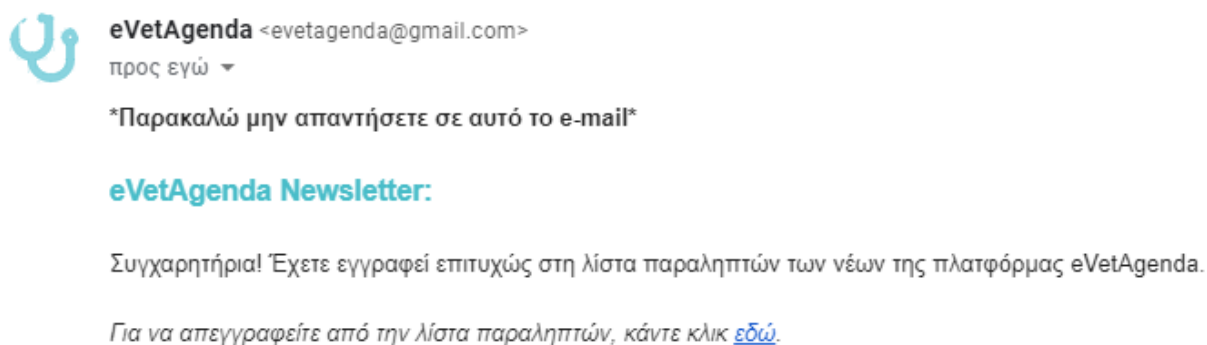 eVetAgenda <evetagenda@gmail.com>
προς εγώ
*Παρακαλώ μην απαντήσετε σε αυτό το e-mail*
eVetAgenda Newsletter:
Συγχαρητήρια! Έχετε εγγραφεί επιτυχώς στη λίστα παραληπτών των νέων της πλατφόρμας eVetAgenda.
Για να απεγγραφείτε από την λίστα παραληπτών, κάντε κλικ εδώ.